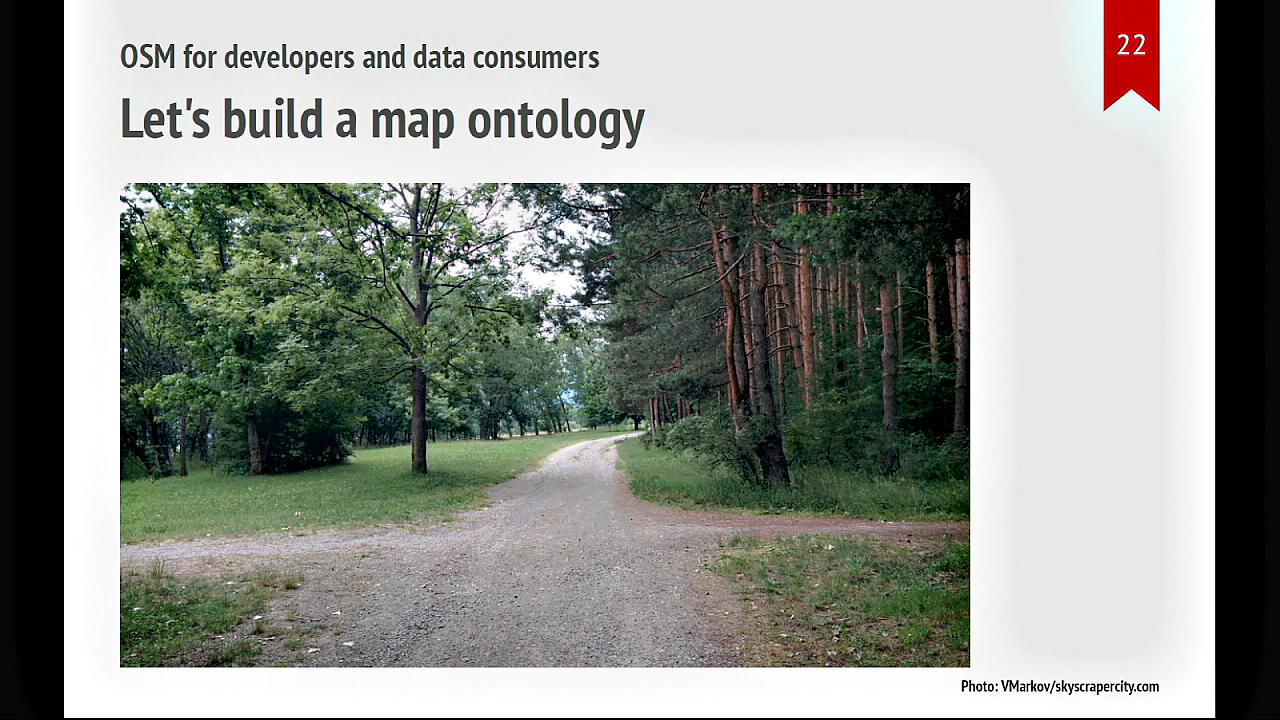 OSM for developers and data consumers
22
Let's build a map ontology
Photo: VMarkov/skyscrapercity.com